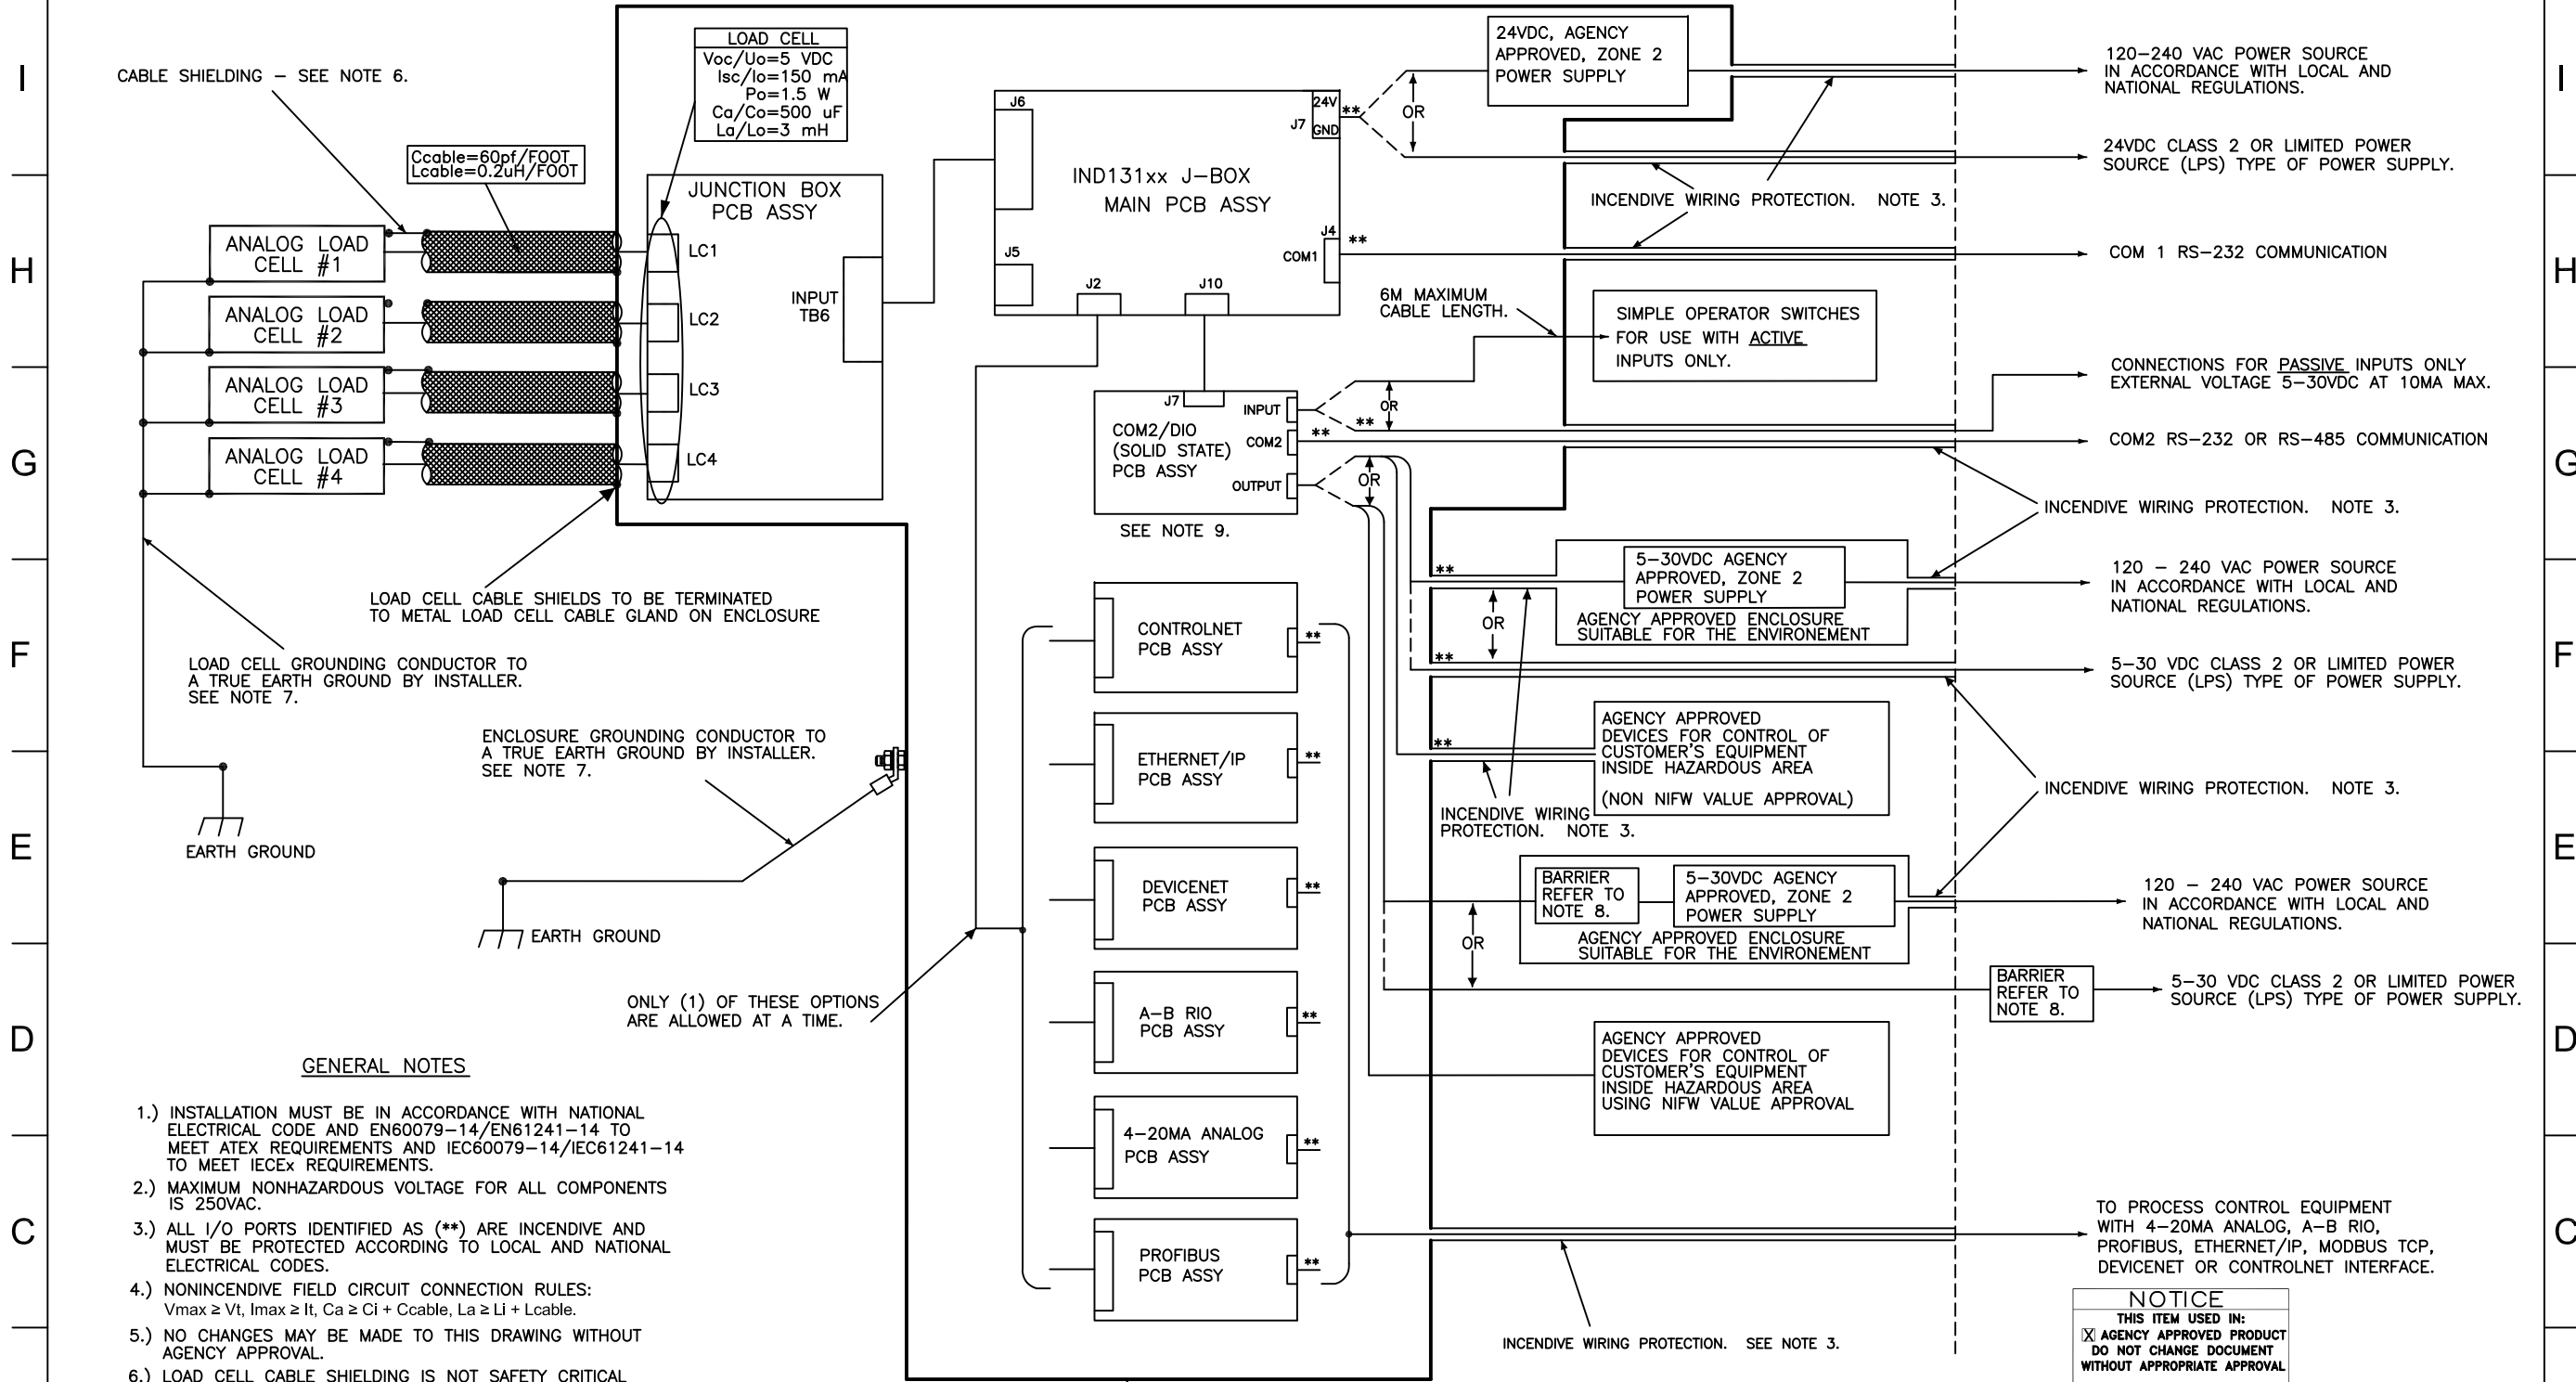 I
H
G
F
E
D
C
CABLE SHIELDING – SEE NOTE 6.
Ccable=60pf/FOOT
Lcable=0.2uH/FOOT
LOAD CELL
Voc/Uo=5 VDC
Isc/Io=150 mA
Po=1.5 W
Ca/Co=500 uF
La/Lo=3 mH
ANALOG LOAD
CELL #1
ANALOG LOAD
CELL #2
ANALOG LOAD
CELL #3
ANALOG LOAD
CELL #4
JUNCTION BOX
PCB ASSY
LC1
LC2
LC3
LC4
INPUT
TB6
LOAD CELL CABLE SHIELDS TO BE TERMINATED
TO METAL LOAD CELL CABLE GLAND ON ENCLOSURE
LOAD CELL GROUNDING CONDUCTOR TO
A TRUE EARTH GROUND BY INSTALLER.
SEE NOTE 7.
ENCLOSURE GROUNDING CONDUCTOR TO
A TRUE EARTH GROUND BY INSTALLER.
SEE NOTE 7.
EARTH GROUND
EARTH GROUND
ONLY (1) OF THESE OPTIONS
ARE ALLOWED AT A TIME.
GENERAL NOTES
1.) INSTALLATION MUST BE IN ACCORDANCE WITH NATIONAL
ELECTRICAL CODE AND EN60079–14/EN61241–14 TO
MEET ATEX REQUIREMENTS AND IEC60079–14/IEC61241–14
TO MEET IECEx REQUIREMENTS.
2.) MAXIMUM NONHAZARDOUS VOLTAGE FOR ALL COMPONENTS
IS 250VAC.
3.) ALL I/O PORTS IDENTIFIED AS (**) ARE INCENDIVE AND
MUST BE PROTECTED ACCORDING TO LOCAL AND NATIONAL
ELECTRICAL CODES.
4.) NONINCENDIVE FIELD CIRCUIT CONNECTION RULES:
Vmax ≥ Vt, Imax ≥ It, Ca ≥ Ci + Ccable, La ≥ Li + Lcable.
5.) NO CHANGES MAY BE MADE TO THIS DRAWING WITHOUT
AGENCY APPROVAL.
6.) LOAD CELL CABLE SHIELDING IS NOT SAFETY CRITICAL
J6
J5
J2
J10
24V
J7
GND
J4
COM1
IND131xx J–BOX
MAIN PCB ASSY
**
**
OR
24VDC, AGENCY
APPROVED, ZONE 2
POWER SUPPLY
INCENDIVE WIRING PROTECTION. NOTE 3.
6M MAXIMUM
CABLE LENGTH.
SIMPLE OPERATOR SWITCHES
FOR USE WITH ACTIVE
INPUTS ONLY.
J7
COM2/DIO
(SOLID STATE)
PCB ASSY
INPUT
COM2
OUTPUT
OR
**
**
OR
SEE NOTE 9.
CONTROLNET
PCB ASSY
**
ETHERNET/IP
PCB ASSY
**
DEVICENET
PCB ASSY
**
A–B RIO
PCB ASSY
**
4–20MA ANALOG
PCB ASSY
**
PROFIBUS
PCB ASSY
**
**
5–30VDC AGENCY
APPROVED, ZONE 2
POWER SUPPLY
AGENCY APPROVED ENCLOSURE
SUITABLE FOR THE ENVIRONEMENT
OR
**
**
AGENCY APPROVED
DEVICES FOR CONTROL OF
CUSTOMER'S EQUIPMENT
INSIDE HAZARDOUS AREA
(NON NIFW VALUE APPROVAL)
INCENDIVE WIRING
PROTECTION. NOTE 3.
BARRIER
REFER TO
NOTE 8.
5–30VDC AGENCY
APPROVED, ZONE 2
POWER SUPPLY
AGENCY APPROVED ENCLOSURE
SUITABLE FOR THE ENVIRONEMENT
OR
AGENCY APPROVED
DEVICES FOR CONTROL OF
CUSTOMER'S EQUIPMENT
INSIDE HAZARDOUS AREA
USING NIFW VALUE APPROVAL
INCENDIVE WIRING PROTECTION. SEE NOTE 3.
120–240 VAC POWER SOURCE
IN ACCORDANCE WITH LOCAL AND
NATIONAL REGULATIONS.
24VDC CLASS 2 OR LIMITED POWER
SOURCE (LPS) TYPE OF POWER SUPPLY.
COM 1 RS–232 COMMUNICATION
CONNECTIONS FOR PASSIVE INPUTS ONLY
EXTERNAL VOLTAGE 5–30VDC AT 10MA MAX.
COM2 RS–232 OR RS–485 COMMUNICATION
INCENDIVE WIRING PROTECTION. NOTE 3.
120 – 240 VAC POWER SOURCE
IN ACCORDANCE WITH LOCAL AND
NATIONAL REGULATIONS.
5–30 VDC CLASS 2 OR LIMITED POWER
SOURCE (LPS) TYPE OF POWER SUPPLY.
INCENDIVE WIRING PROTECTION. NOTE 3.
120 – 240 VAC POWER SOURCE
IN ACCORDANCE WITH LOCAL AND
NATIONAL REGULATIONS.
BARRIER
REFER TO
NOTE 8.
5–30 VDC CLASS 2 OR LIMITED POWER
SOURCE (LPS) TYPE OF POWER SUPPLY.
TO PROCESS CONTROL EQUIPMENT
WITH 4–20MA ANALOG, A–B RIO,
PROFIBUS, ETHERNET/IP, MODBUS TCP,
DEVICENET OR CONTROLNET INTERFACE.
NOTICE
THIS ITEM USED IN:
X AGENCY APPROVED PRODUCT
DO NOT CHANGE DOCUMENT
WITHOUT APPROPRIATE APPROVAL
I
H
G
F
E
D
C